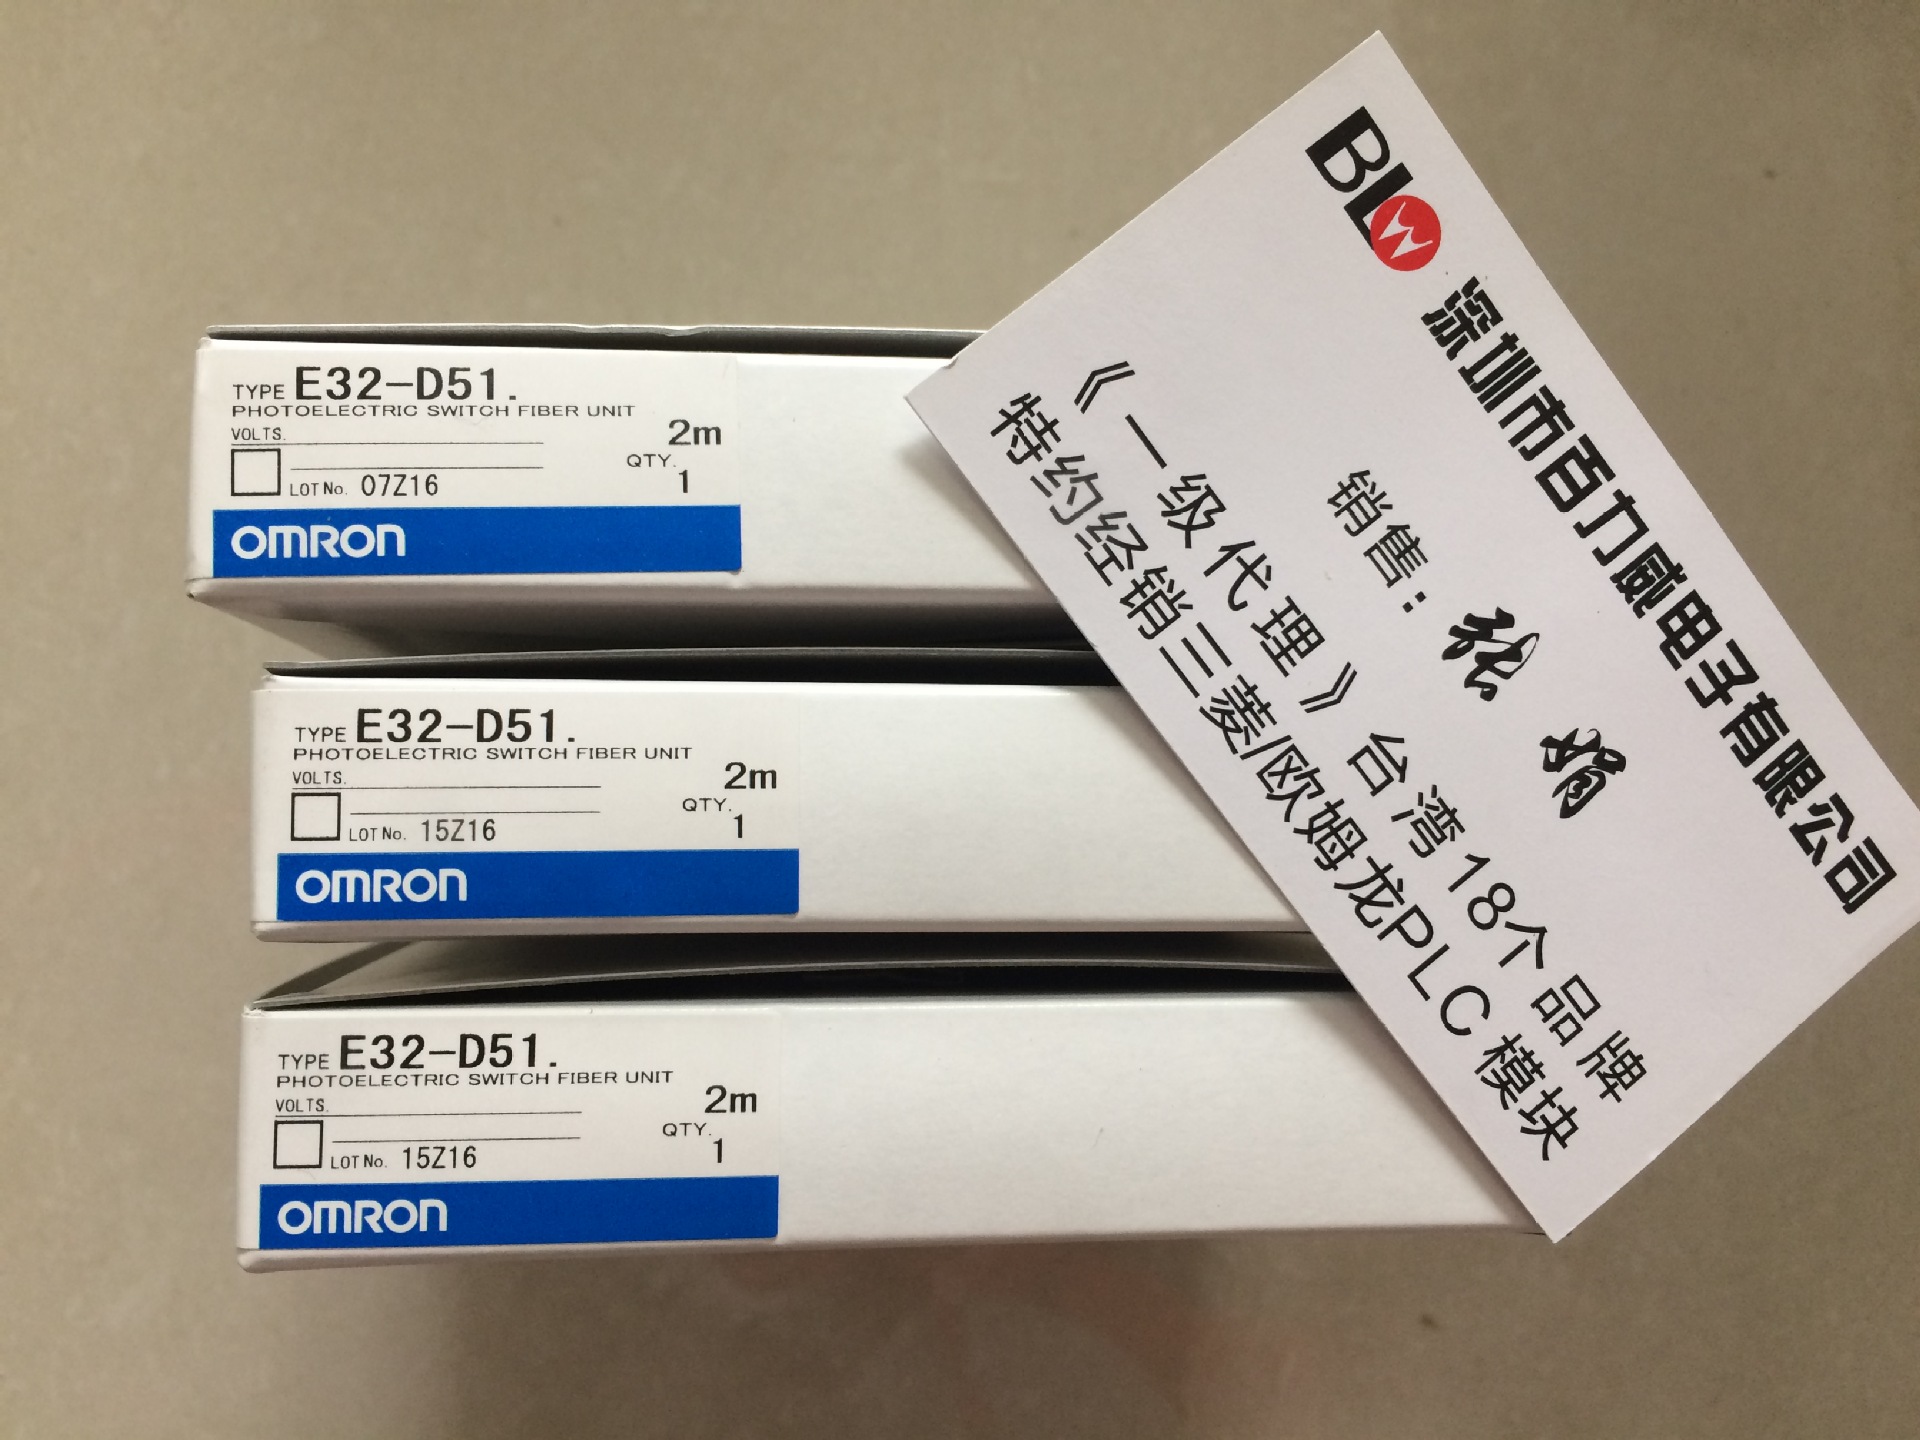 TYPE E32-D51.
PHOTOELECTRIC SWITCH FIBER UNIT
VOLTS.
2m
QTY.
1
LOT No. 07Z16
OMRON
TYPE E32-D51.
PHOTOELECTRIC SWITCH FIBER UNIT
VOLTS.
2m
QTY.
1
LOT No. 15Z16
OMRON
TYPE E32-D51.
PHOTOELECTRIC SWITCH FIBER UNIT
VOLTS.
2m
QTY.
1
LOT No. 15Z16
OMRON
BLW 深圳市百力威电子有限公司
销售：张 娟
《一级代理》台湾18个品牌
特约经销三菱/欧姆龙PLC模块